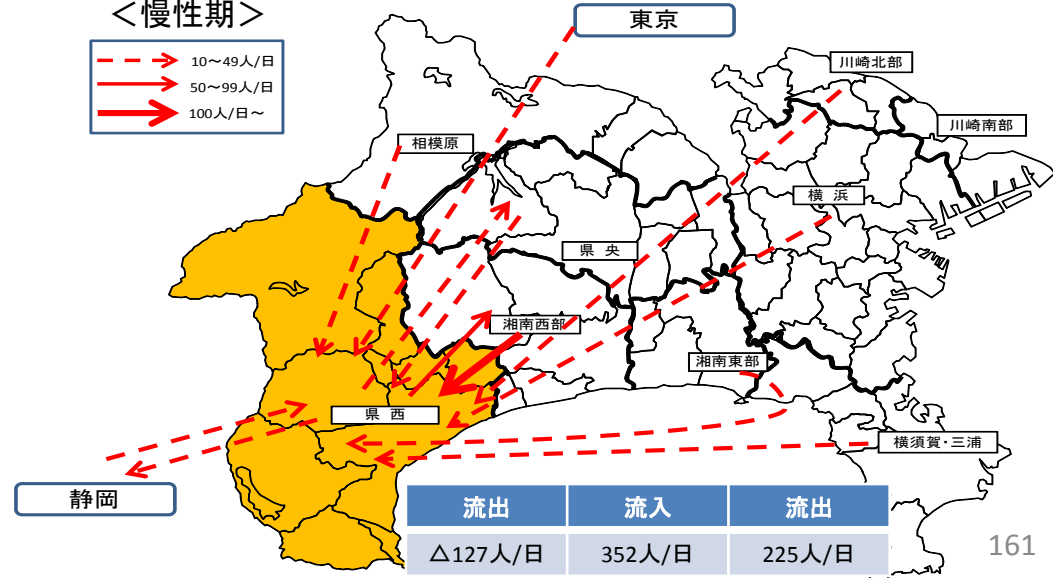 ＜慢性期＞
10～49人/日
50～99人/日
100人/日～
東京
川崎北部
川崎南部
相模原
横 浜
県 央
湘南西部
湘南東部
県 西
横須賀・三浦
静岡
流出 流入 流出
△127人/日 352人/日 225人/日
161